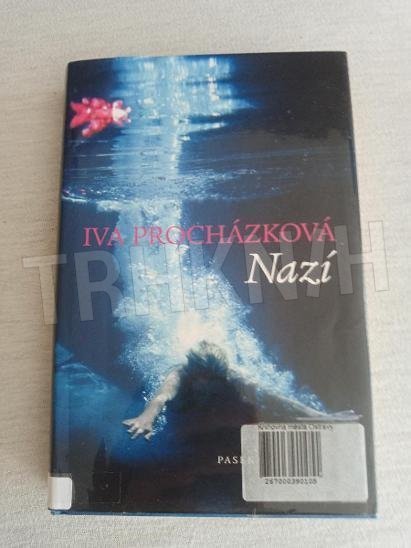 IVA PROCHÁZKOVÁ
Nazí
TRHKNIH
PASEK
Knihovna města Ostravy
267000390105